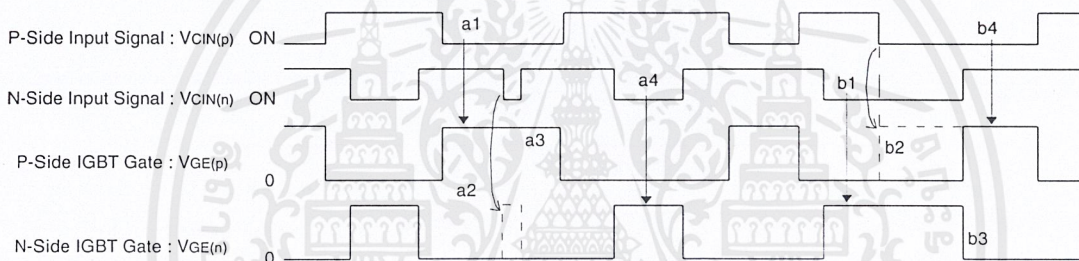 a1
b4
P-Side Input Signal : VCIN(p) ON
a4
b1
N-Side Input Signal : VCIN(n) ON
a3
b2
P-Side IGBT Gate : VGE(p)
0
a2
N-Side IGBT Gate : VGE(n)
b3
0